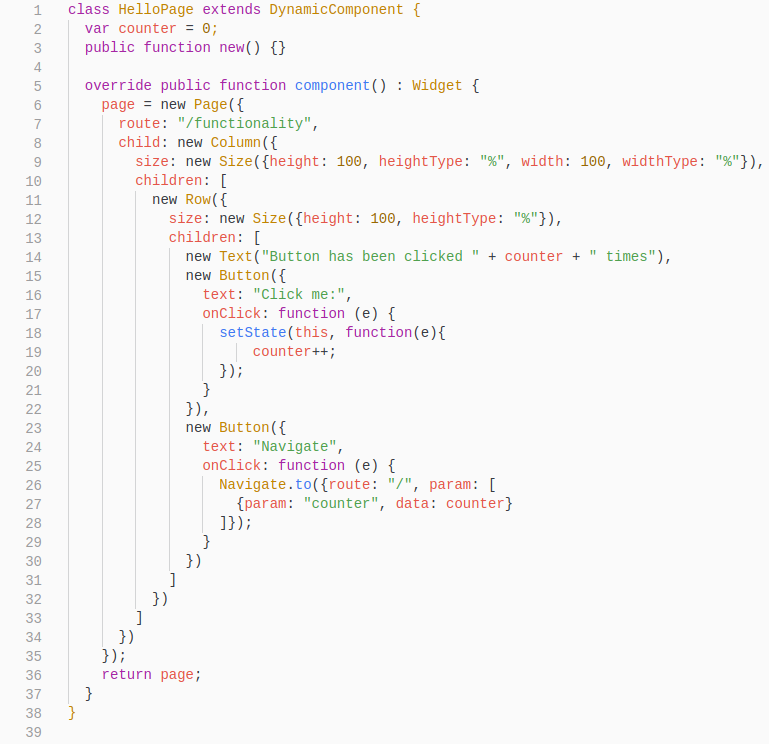 1 class HelloPage extends DynamicComponent {
2   var counter = 0;
3   public function new() {}
4
5   override public function component() : Widget {
6     page = new Page({
7       route: "/functionality",
8       child: new Column({
9         size: new Size({height: 100, heightType: "%", width: 100, widthType: "%"}),
10         children: [
11           new Row({
12             size: new Size({height: 100, heightType: "%"}),
13             children: [
14               new Text("Button has been clicked " + counter + " times"),
15               new Button({
16                 text: "Click me:",
17                 onClick: function (e) {
18                   setState(this, function(e){
19                       counter++;
20                   });
21                 }
22               }),
23               new Button({
24                 text: "Navigate",
25                 onClick: function (e) {
26                   Navigate.to({route: "/", param: [
27                     {param: "counter", data: counter}
28                   ]});
29                 }
30               })
31             ]
32           })
33         ]
34       })
35     });
36     return page;
37   }
38 }
39